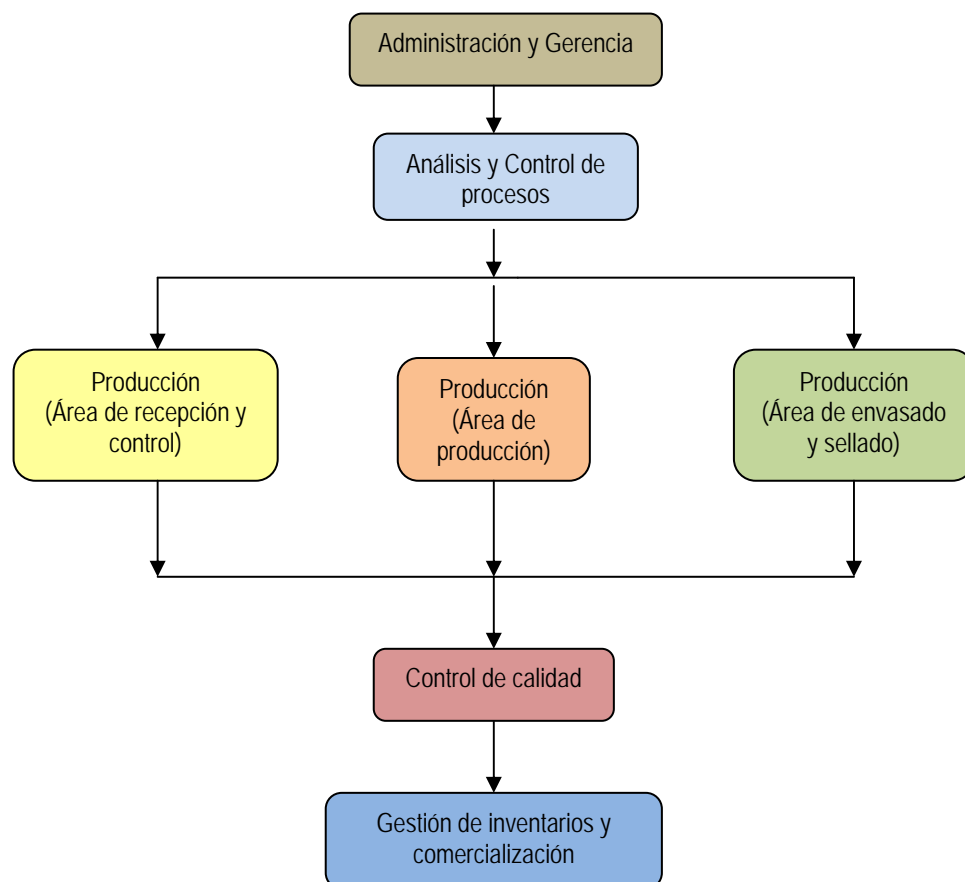 Administración y Gerencia
Análisis y Control de
procesos
Producción
(Área de recepción y
control)
Producción
(Área de
producción)
Producción
(Área de envasado
y sellado)
Control de calidad
Gestión de inventarios y
comercialización